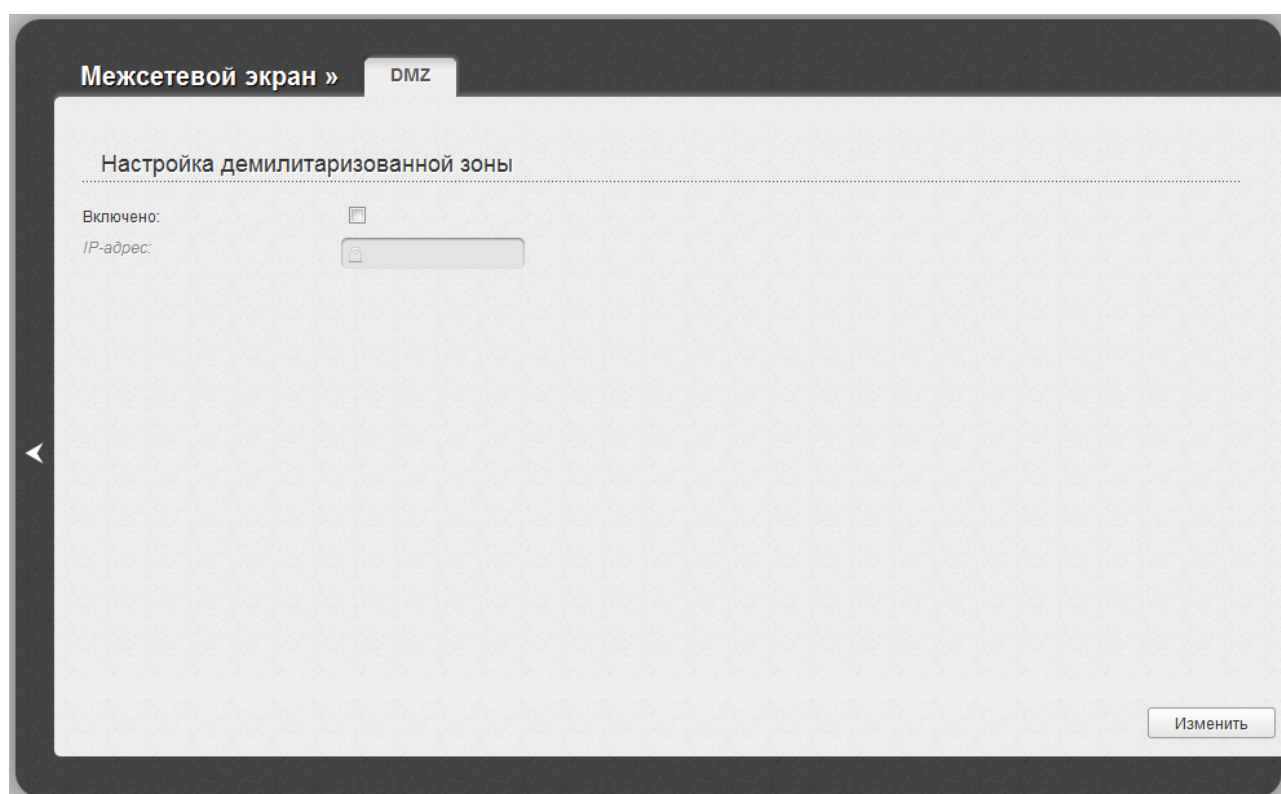 Межсетевой экран » DMZ
Настройка демилитаризованной зоны
Включено:
IP-адрес:
Изменить